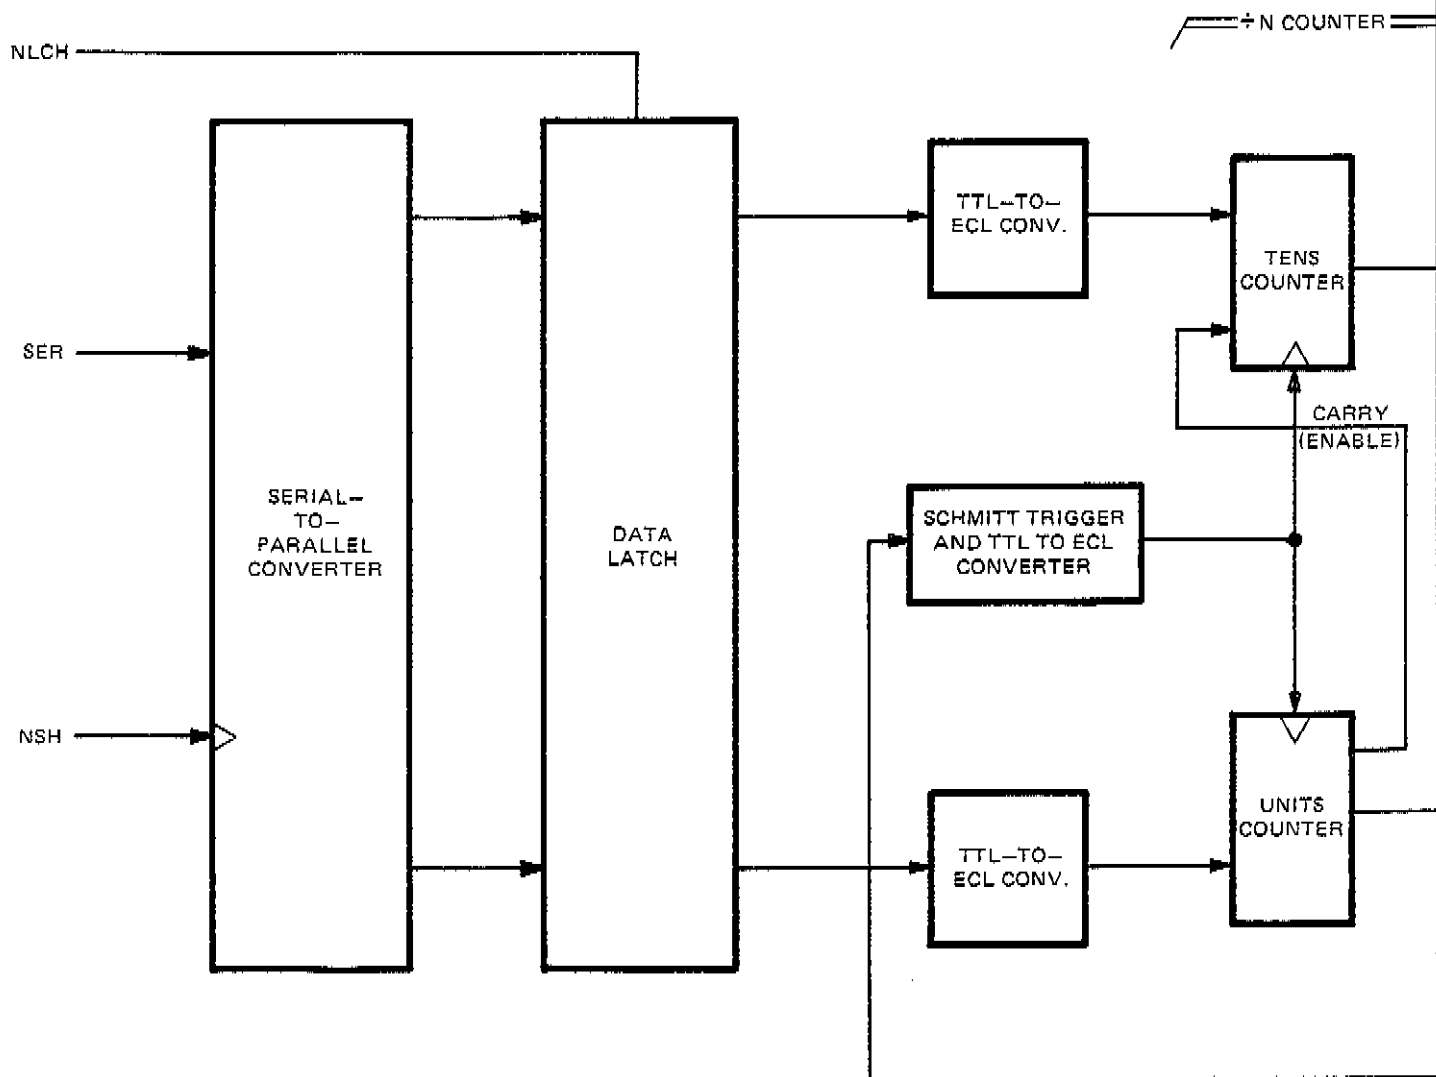 ÷N COUNTER
NLCH
TTL-TO-
ECL CONV.
TENS
COUNTER
SER
CARRY
(ENABLE)
SERIAL-
TO-
PARALLEL
CONVERTER
DATA
LATCH
SCHMITT TRIGGER
AND TTL TO ECL
CONVERTER
NSH
TTL-TO-
ECL CONV.
UNITS
COUNTER